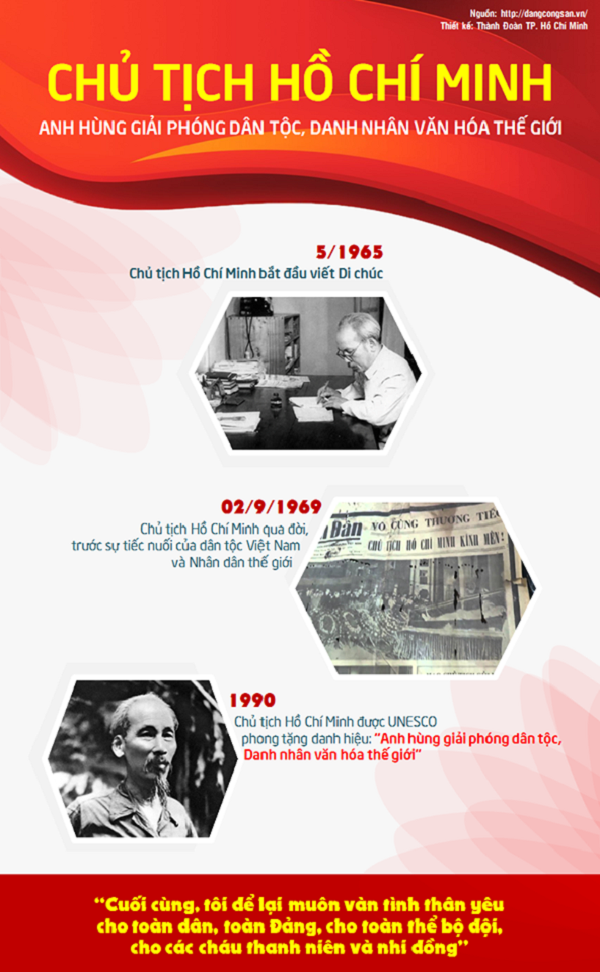 Nguồn: http://dangcongsan.vn/
Thiết kế: Thành Đoàn TP. Hồ Chí Minh
CHỦ TỊCH HỒ CHÍ MINH
ANH HÙNG GIẢI PHÓNG DÂN TỘC, DANH NHÂN VĂN HÓA THẾ GIỚI
5/1965
Chủ tịch Hồ Chí Minh bắt đầu viết Di chúc
02/9/1969
Chủ tịch Hồ Chí Minh qua đời,
trước sự tiếc nuối của dân tộc Việt Nam
và Nhân dân thế giới
Dân
VÔ CÙNG THƯƠNG TIẾC
CHỦ TỊCH HỒ CHÍ MINH KÍNH MẾN!
1990
Chủ tịch Hồ Chí Minh được UNESCO
phong tặng danh hiệu: "Anh hùng giải phóng dân tộc,
Danh nhân văn hóa thế giới"
"Cuối cùng, tôi để lại muôn vàn tình thân yêu
cho toàn dân, toàn Đảng, cho toàn thể bộ đội,
cho các cháu thanh niên và nhi đồng"